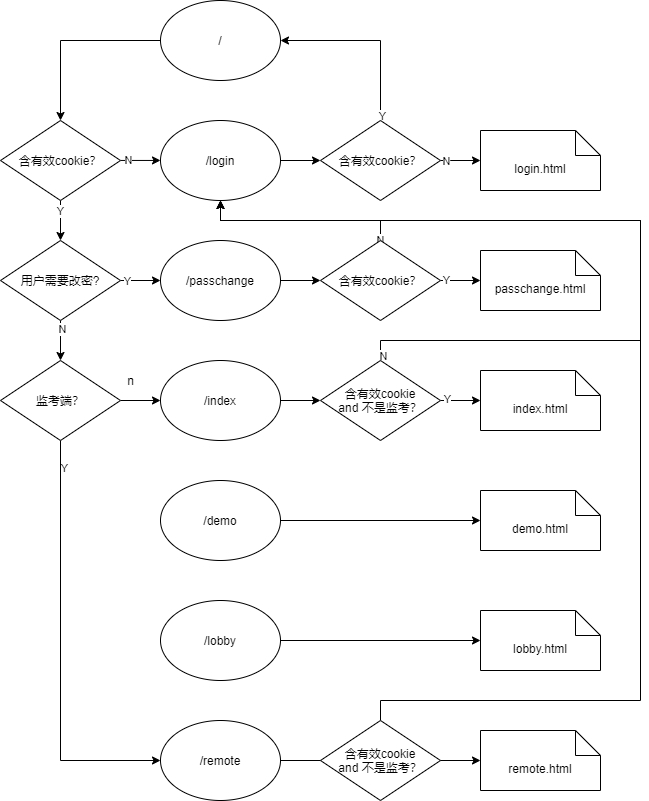 /
Y
含有效cookie?
N
/login
含有效cookie?
N
login.html
Y
N
用户需要改密?
Y
/passchange
含有效cookie?
Y
passchange.html
N
N
监考端?
n
/index
含有效cookie
and 不是监考?
Y
index.html
Y
/demo
demo.html
/lobby
lobby.html
/remote
含有效cookie
and 不是监考?
remote.html